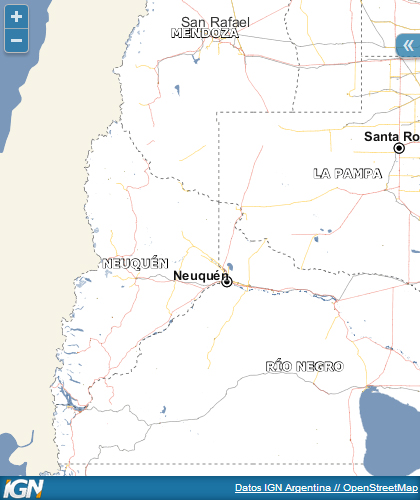 +
San Rafael
MENDOZA
−
«
Santa Ro
LA PAMPA
NEUQUÉN
Neuquén
RÍO NEGRO
IGN
Datos IGN Argentina // OpenStreetMap